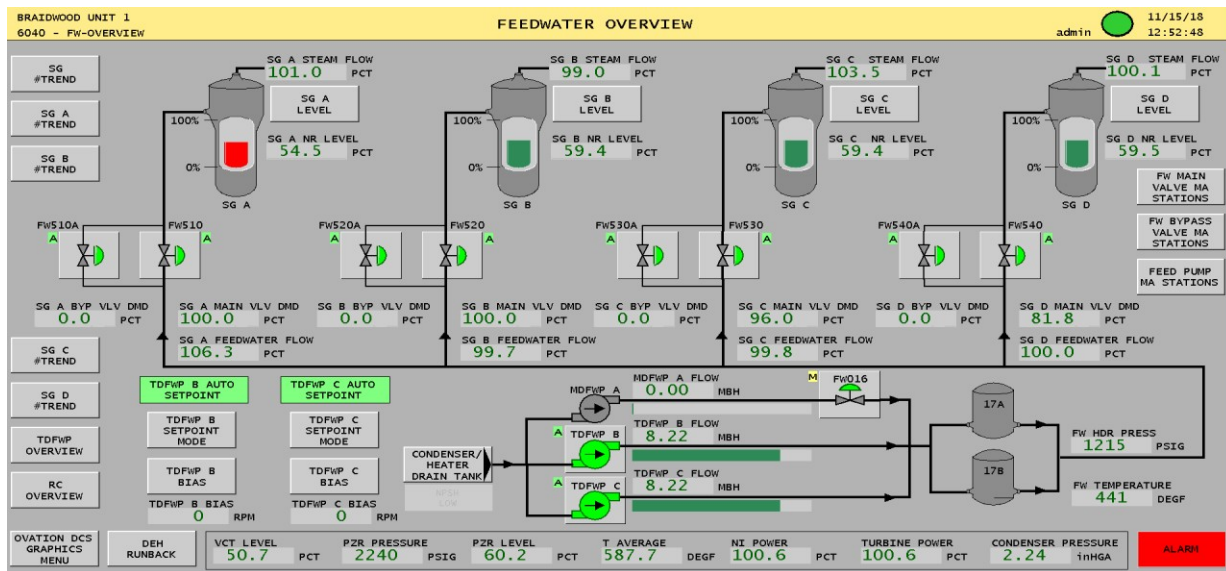 BRAIDWOOD UNIT 1
6040 - FW-OVERVIEW
FEEDWATER OVERVIEW
admin
11/15/18
12:52:48
SG
#TREND
SG A
#TREND
SG B
#TREND
SG A STEAM FLOW
101.0 PCT
SG A
LEVEL
100%
0%
SG A NR LEVEL
54.5 PCT
SG A
SG B STEAM FLOW
99.0 PCT
SG B
LEVEL
100%
0%
SG B NR LEVEL
59.4 PCT
SG B
SG C STEAM FLOW
103.5 PCT
SG C
LEVEL
100%
0%
SG C NR LEVEL
59.4 PCT
SG C
SG D STEAM FLOW
100.1 PCT
SG D
LEVEL
100%
0%
SG D NR LEVEL
59.5 PCT
SG D
FW MAIN
VALVE MA
STATIONS
FW BYPASS
VALVE MA
STATIONS
FEED PUMP
MA STATIONS
FW510A
A
FW510
A
FW520A
A
FW520
A
FW530A
A
FW530
A
FW540A
A
FW540
A
SG A BYP VLV DMD
0.0 PCT
SG A MAIN VLV DMD
100.0 PCT
SG B BYP VLV DMD
0.0 PCT
SG B MAIN VLV DMD
100.0 PCT
SG C BYP VLV DMD
0.0 PCT
SG C MAIN VLV DMD
96.0 PCT
SG D BYP VLV DMD
0.0 PCT
SG D MAIN VLV DMD
81.8 PCT
SG A FEEDWATER FLOW
106.3 PCT
SG B FEEDWATER FLOW
99.7 PCT
SG C FEEDWATER FLOW
99.8 PCT
SG D FEEDWATER FLOW
100.0 PCT
SG C
#TREND
SG D
#TREND
TDFWP
OVERVIEW
RC
OVERVIEW
TDFWP B AUTO
SETPOINT
TDFWP B
SETPOINT
MODE
TDFWP B
BIAS
TDFWP B BIAS
0 RPM
TDFWP C AUTO
SETPOINT
TDFWP C
SETPOINT
MODE
TDFWP C
BIAS
TDFWP C BIAS
0 RPM
CONDENSER/
HEATER
DRAIN TANK
NPSH
LOW
MDFWP A
MDFWP A FLOW
0.00 MBH
A
TDFWP B
TDFWP B FLOW
8.22 MBH
A
TDFWP C
TDFWP C FLOW
8.22 MBH
M
FW016
17A
17B
FW HDR PRESS
1215 PSIG
FW TEMPERATURE
441 DEGF
OVATION DCS
GRAPHICS
MENU
DEH
RUNBACK
VCT LEVEL
50.7 PCT
PZR PRESSURE
2240 PSIG
PZR LEVEL
60.2 PCT
T AVERAGE
587.7 DEGF
NI POWER
100.6 PCT
TURBINE POWER
100.6 PCT
CONDENSER PRESSURE
2.24 inHGA
ALARM